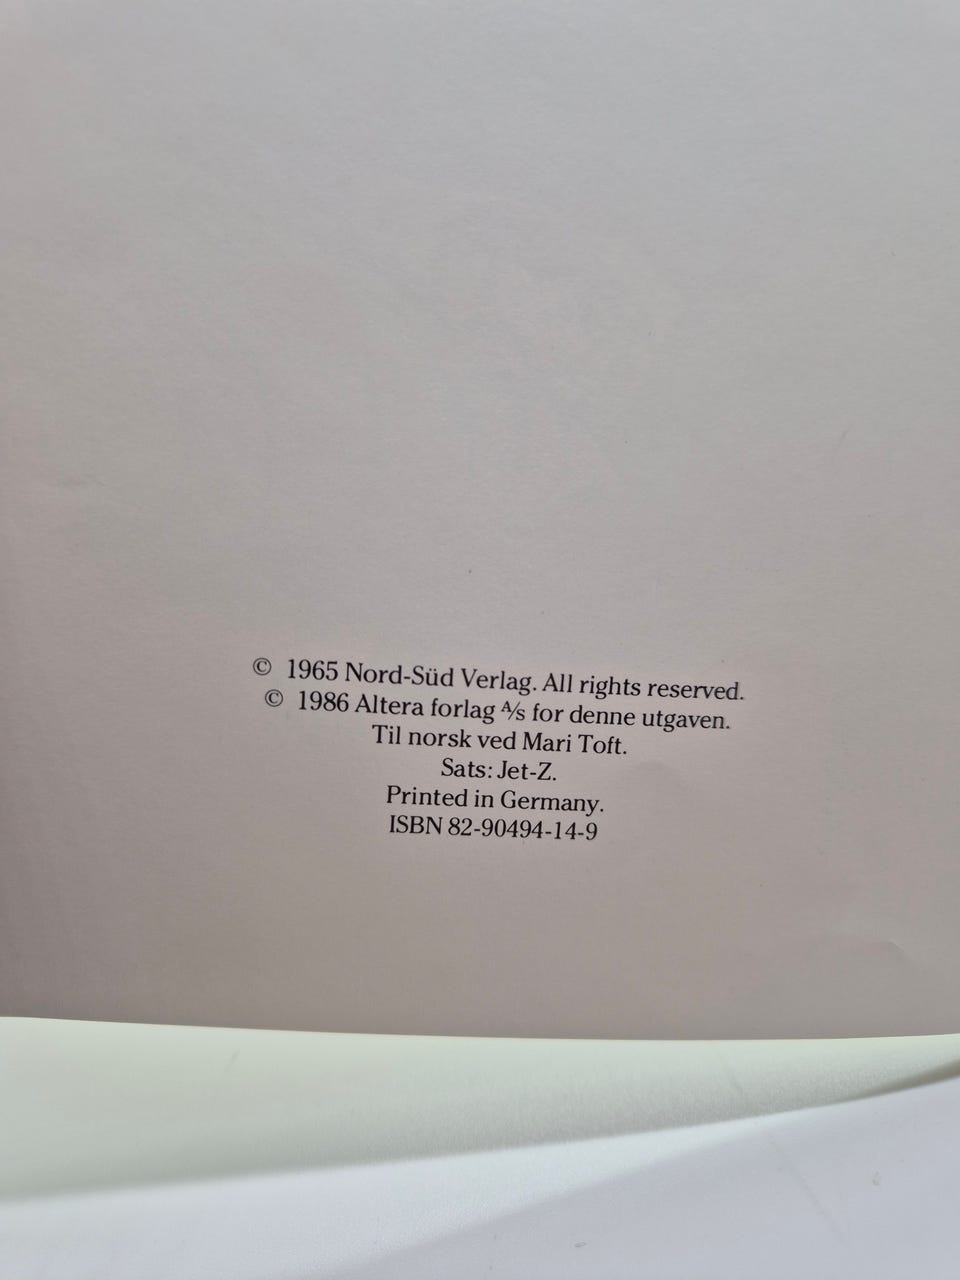 © 1965 Nord-Süd Verlag. All rights reserved.
© 1986 Altera forlag A/s for denne utgaven.
Til norsk ved Mari Toft.
Sats: Jet-Z.
Printed in Germany.
ISBN 82-90494-14-9